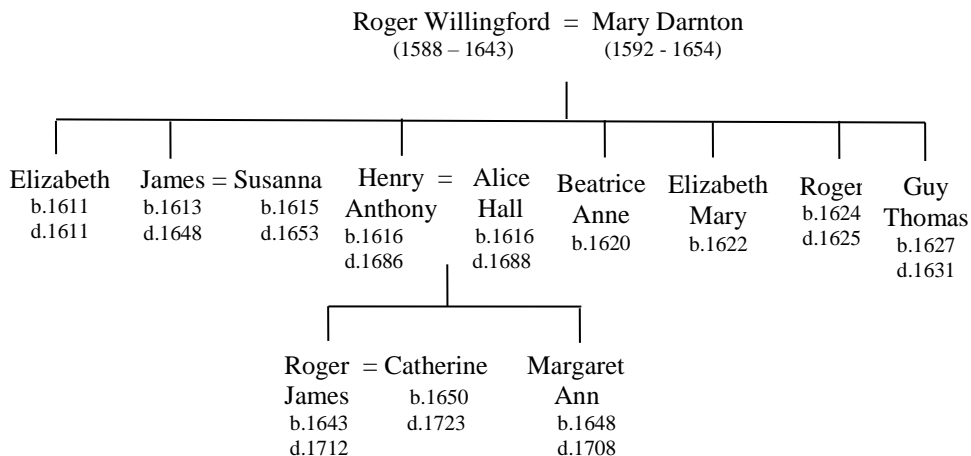 Roger Willingford = Mary Darnton
(1588 – 1643) (1592 - 1654)
Elizabeth
b.1611
d.1611
James = Susanna
b.1613 b.1615
d.1648 d.1653
Henry = Alice
Anthony Hall
b.1616 b.1616
d.1686 d.1688
Beatrice
Anne
b.1620
Elizabeth
Mary
b.1622
Roger
b.1624
d.1625
Guy
Thomas
b.1627
d.1631
Roger = Catherine
James b.1650
b.1643 d.1723
d.1712
Margaret
Ann
b.1648
d.1708